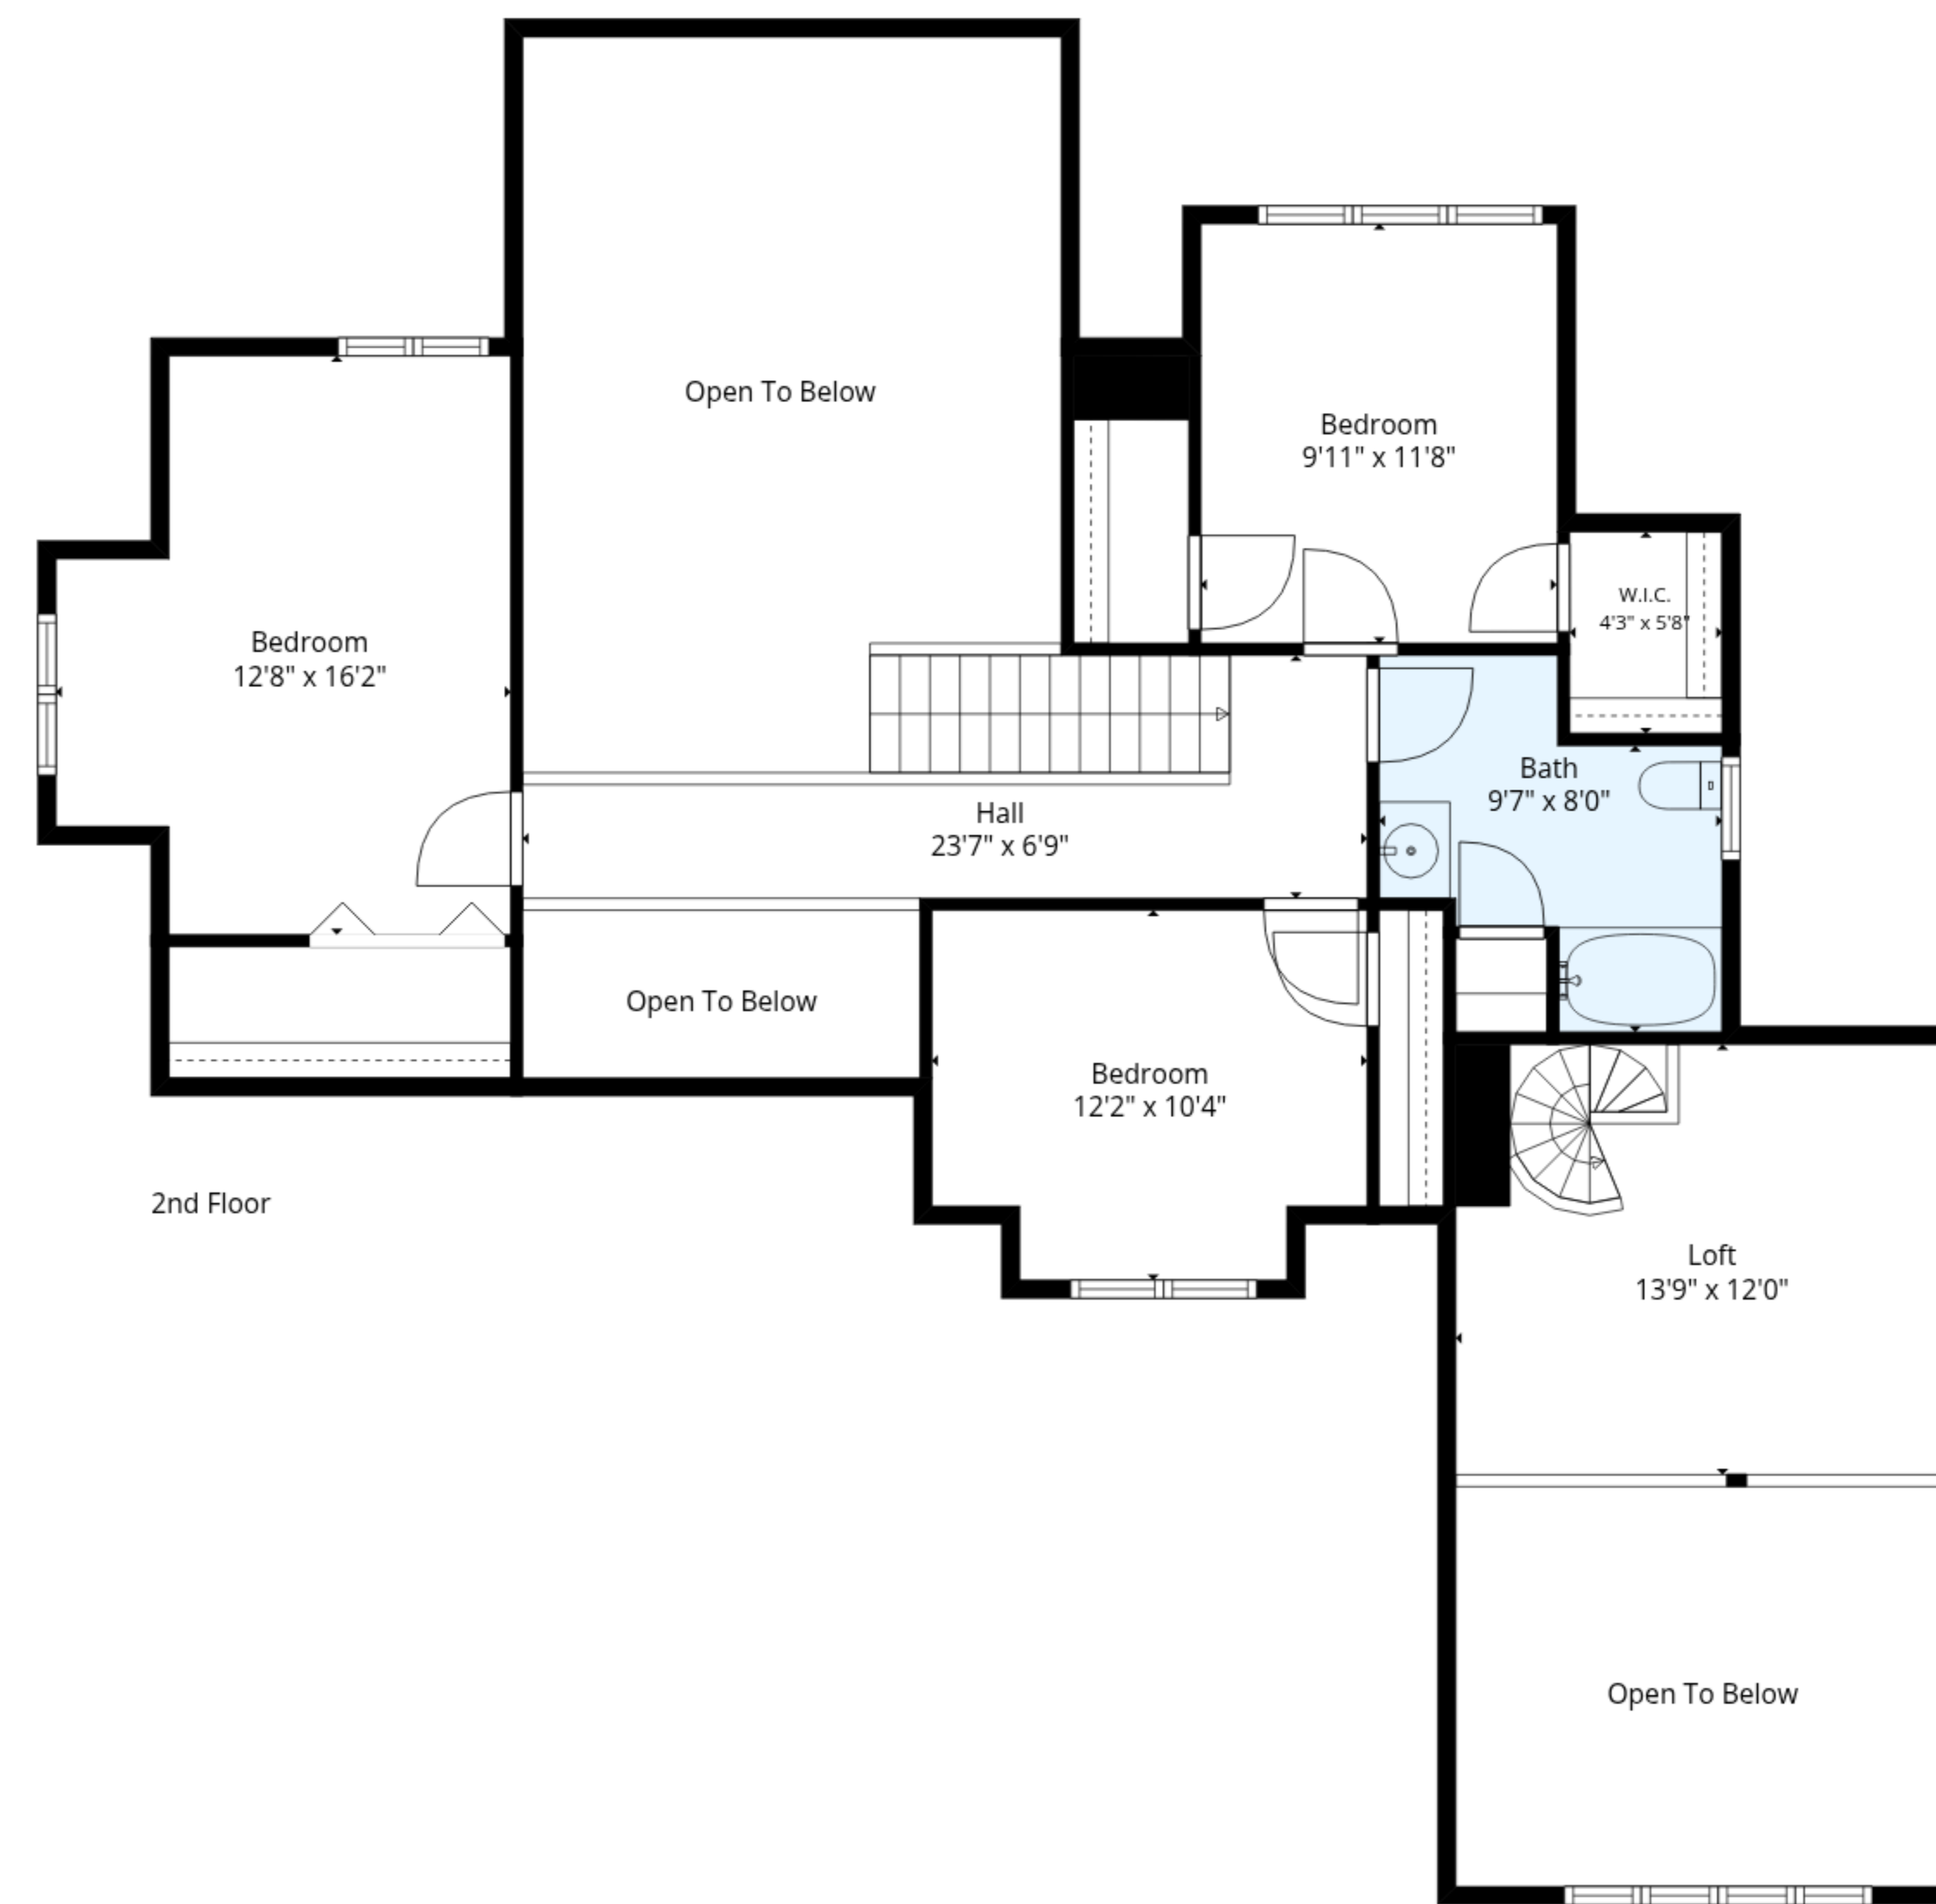 Open To Below
Bedroom
9'11" x 11'8"
W.I.C.
4'3" x 5'8"
Bedroom
12'8" x 16'2"
Bath
9'7" x 8'0"
Hall
23'7" x 6'9"
Open To Below
Bedroom
12'2" x 10'4"
2nd Floor
Loft
13'9" x 12'0"
Open To Below